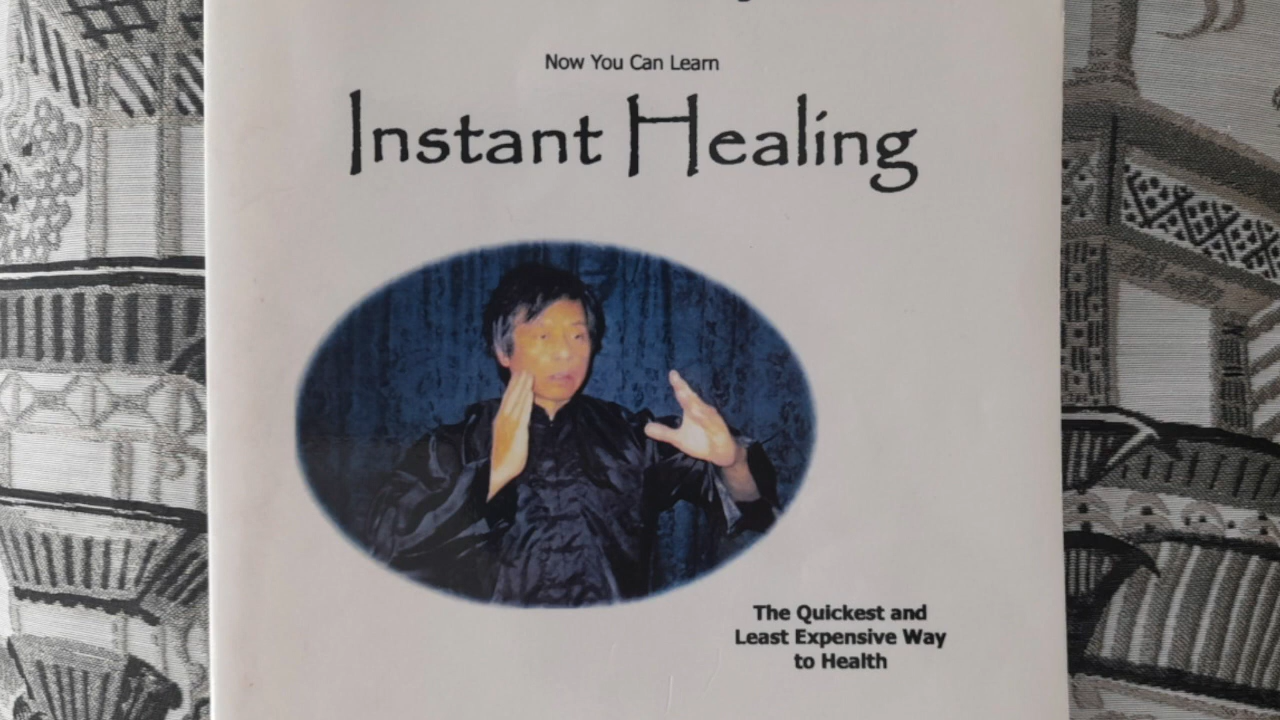 Now You Can Learn
Instant Healing
The Quickest and
Least Expensive Way
to Health